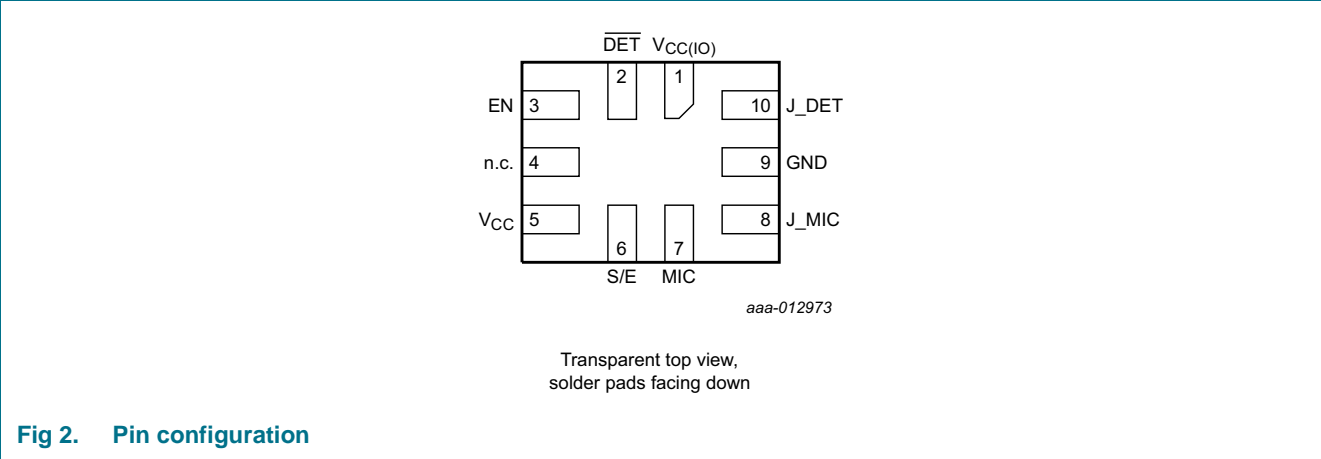 DET VCC(IO)
2 1
EN 3 10 J_DET
n.c. 4 9 GND
VCC 5 8 J_MIC
6 7
S/E MIC
aaa-012973
Transparent top view,
solder pads facing down
Fig 2. Pin configuration